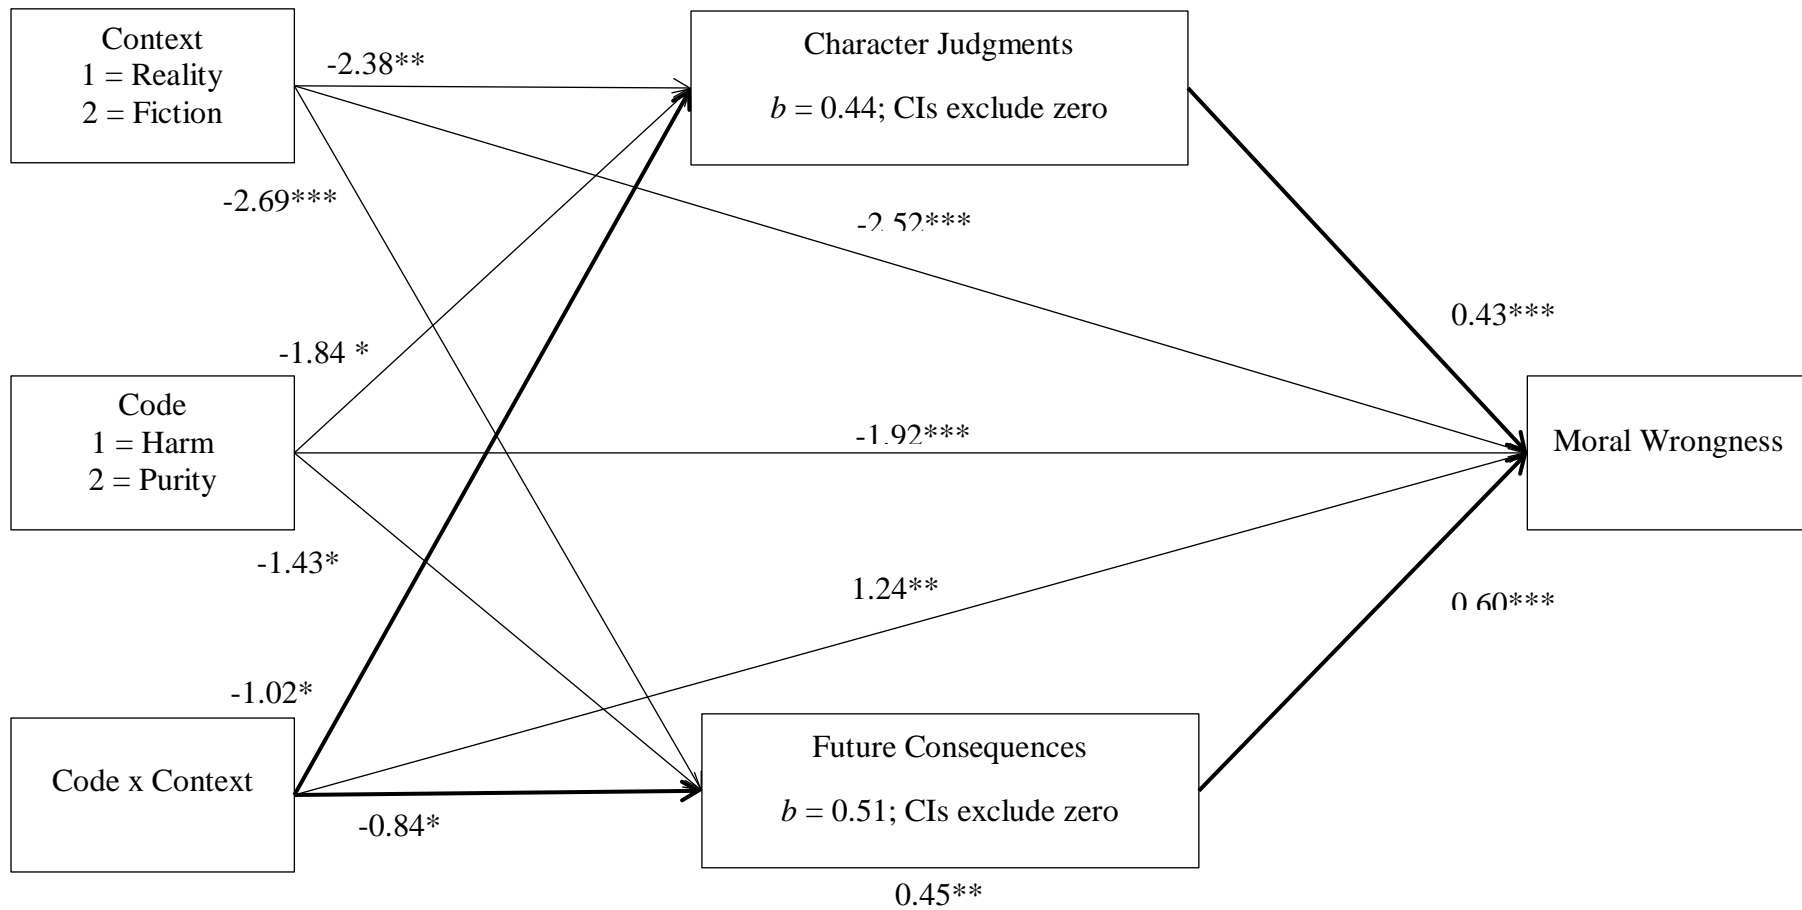 Context
1 = Reality
2 = Fiction
-2.38**
Character Judgments
b = 0.44; CIs exclude zero
-2.69***
-2.52***
0.43***
-1.84 *
Code
1 = Harm
2 = Purity
-1.92***
Moral Wrongness
-1.43*
1.24**
0.60***
-1.02*
Code x Context
-0.84*
Future Consequences
b = 0.51; CIs exclude zero
0.45**